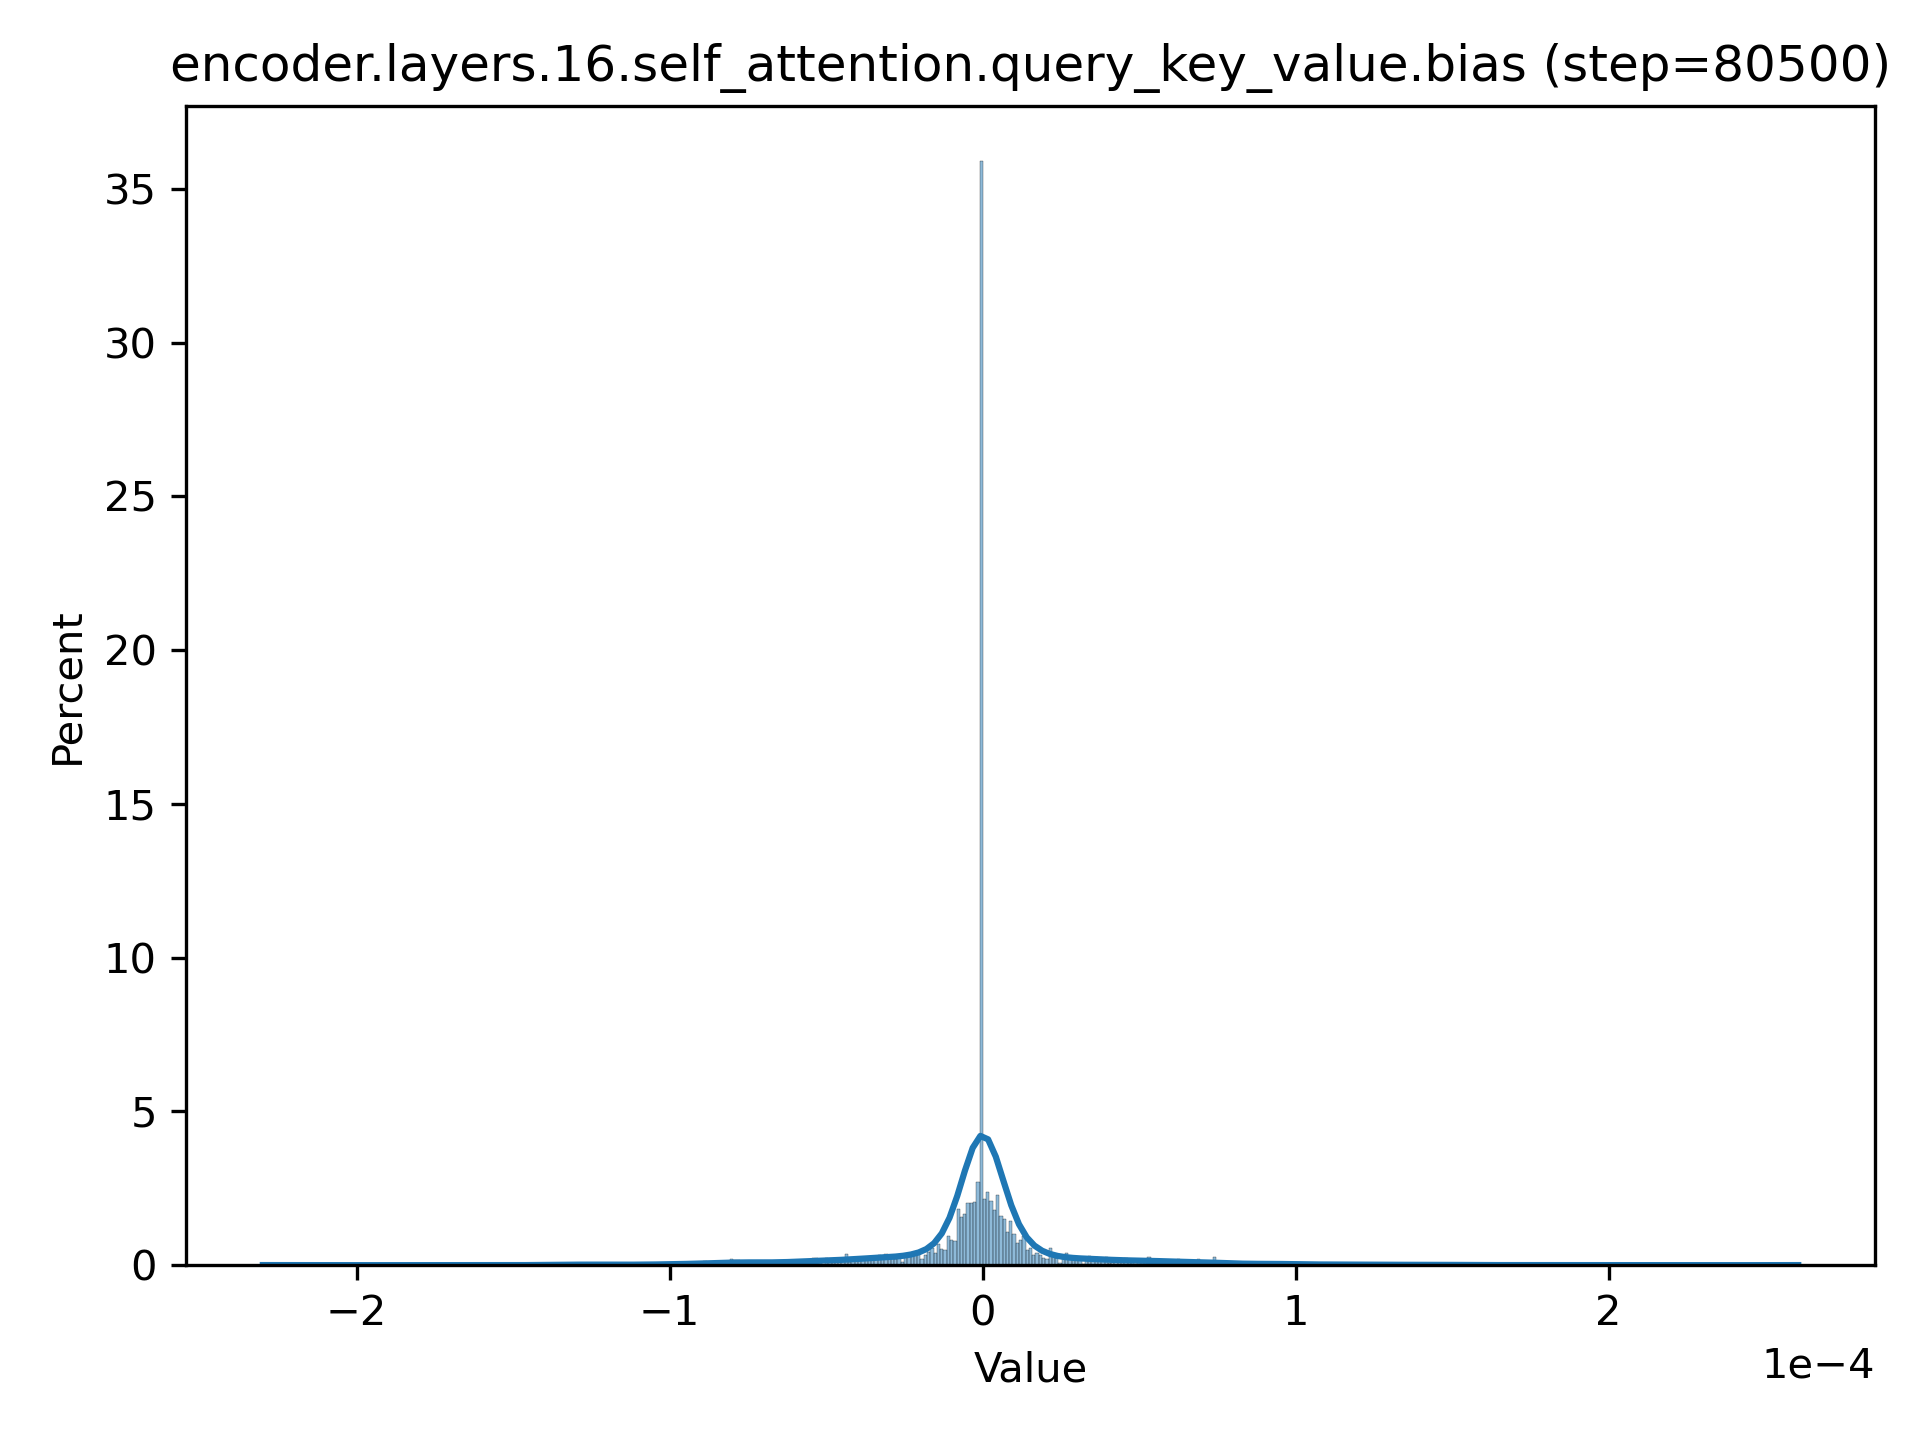 encoder.layers.16.self_attention.query_key_value.bias (step=80500)
35
30
25
20
15
10
5
0
Percent
−2 −1 0 1 2
1e−4
Value